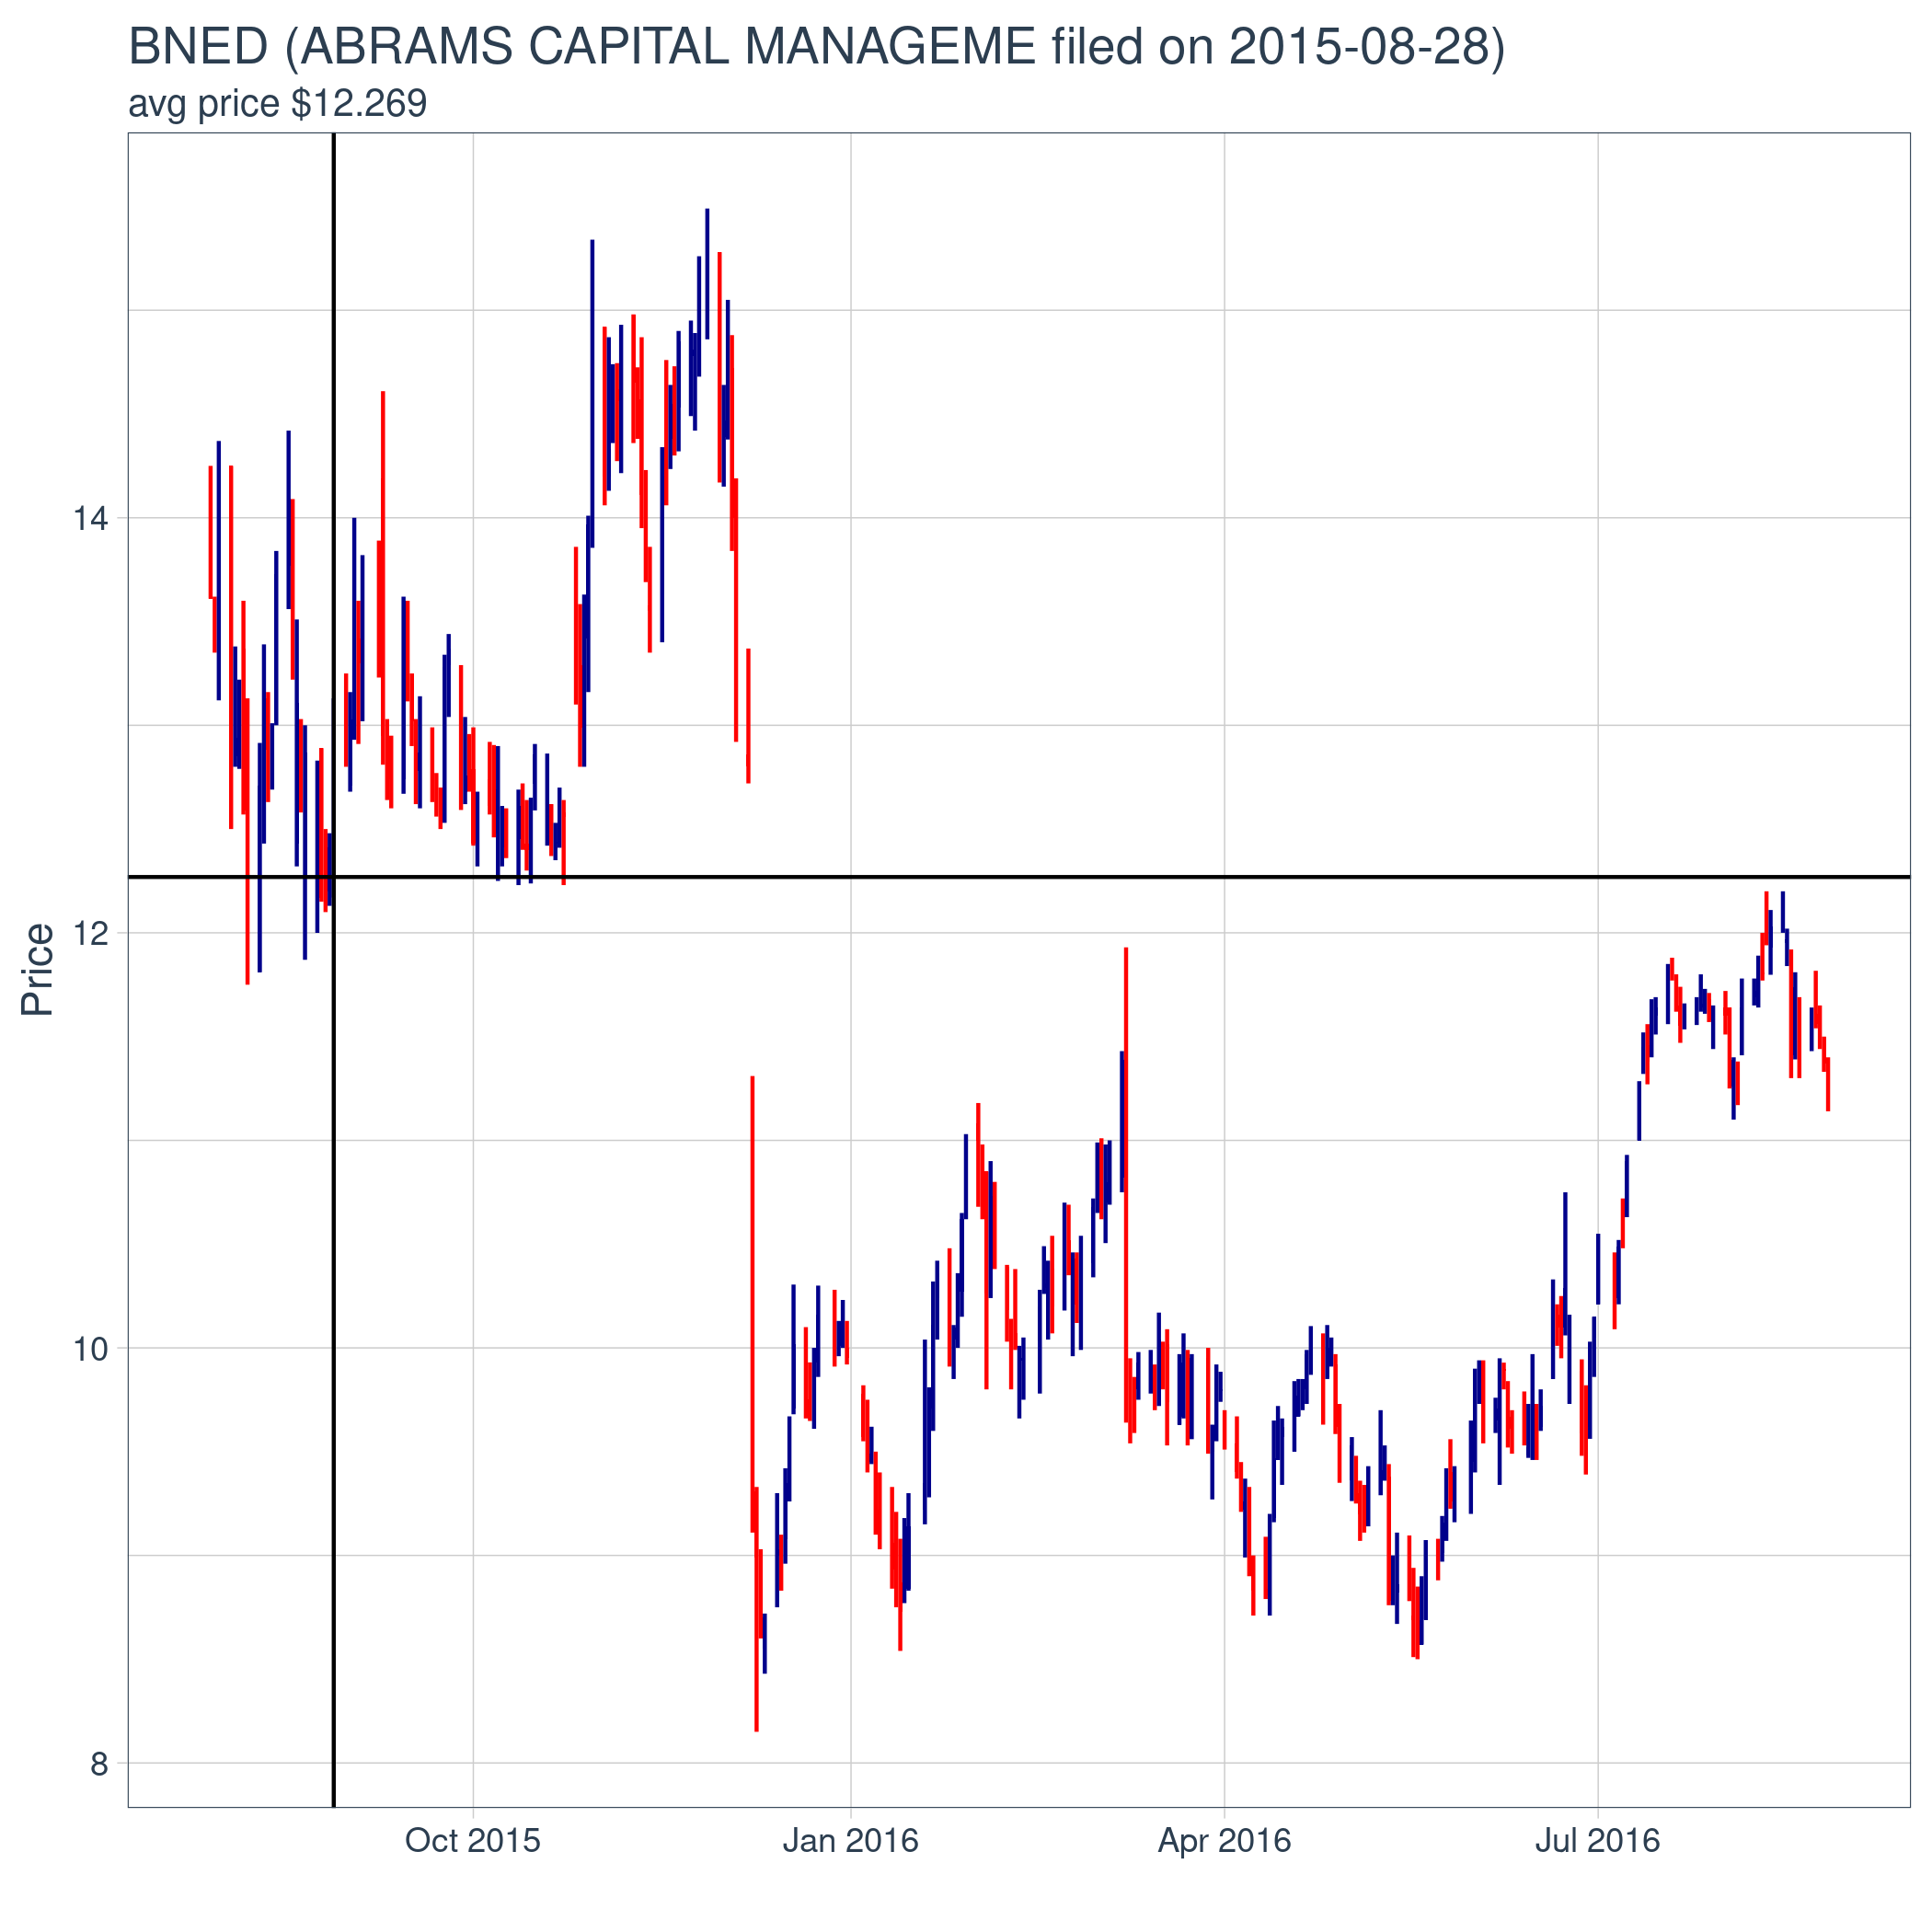 BNED (ABRAMS CAPITAL MANAGEME filed on 2015-08-28)
avg price $12.269
Price
14
12
10
8
Oct 2015
Jan 2016
Apr 2016
Jul 2016